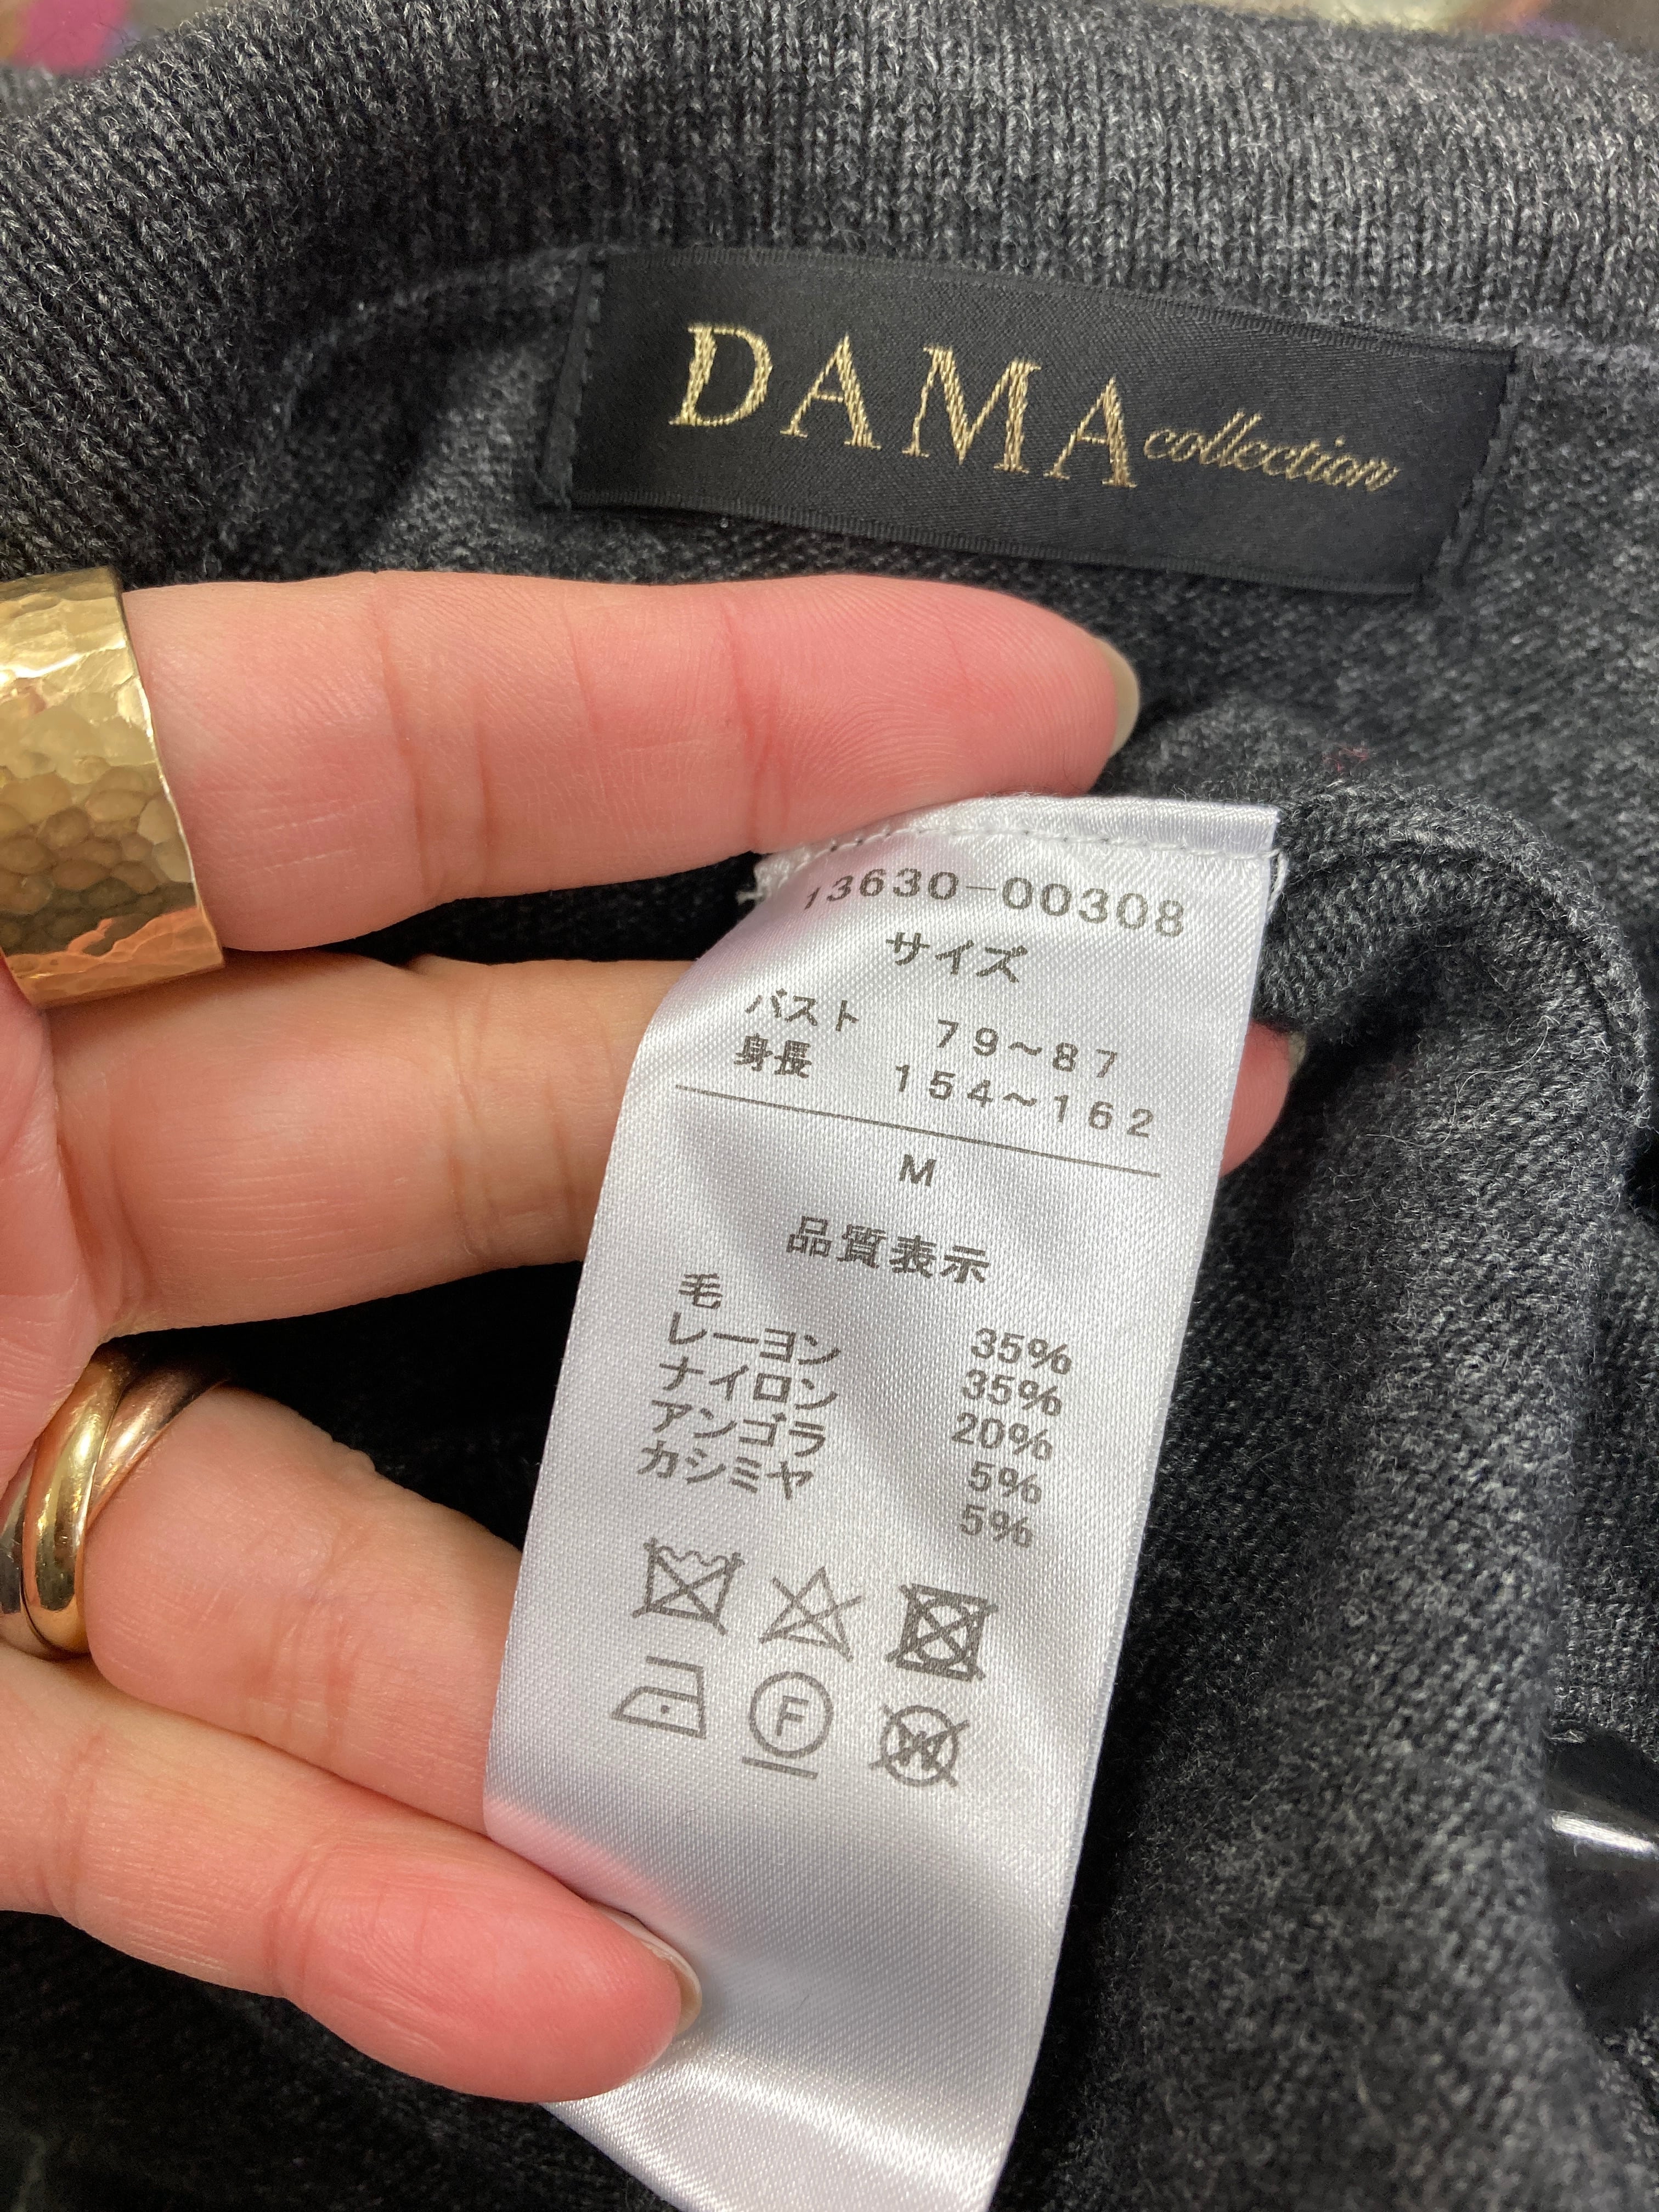 DAMA collection
13630-00308
サイズ
バスト 79~87
身長 154~162
M
品質表示
毛 35%
レーヨン 35%
ナイロン 20%
アンゴラ 5%
カシミヤ 5%
F
W